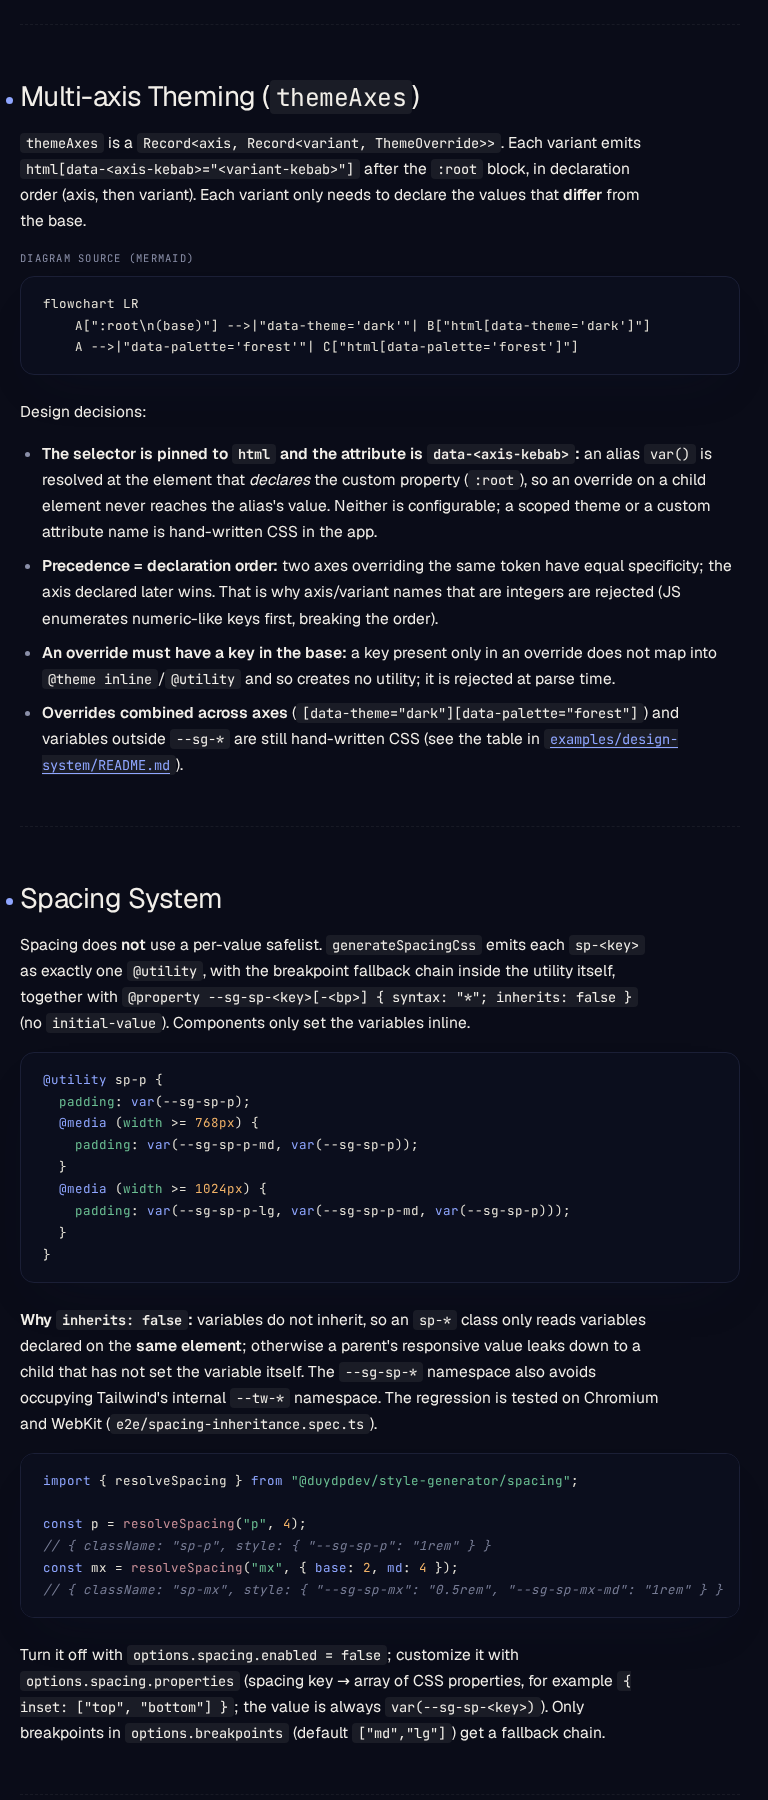 Multi-axis Theming (themeAxes)
themeAxes is a Record<axis, Record<variant, ThemeOverride>>. Each variant emits
html[data-<axis-kebab>="<variant-kebab>"] after the :root block, in declaration
order (axis, then variant). Each variant only needs to declare the values that differ from
the base.
DIAGRAM SOURCE (MERMAID)
flowchart LR
    A[":root\n(base)"] -->|"data-theme='dark'"| B["html[data-theme='dark']"]
    A -->|"data-palette='forest'"| C["html[data-palette='forest']"]
Design decisions:
• The selector is pinned to html and the attribute is data-<axis-kebab>: an alias var() is
resolved at the element that declares the custom property (:root), so an override on a child
element never reaches the alias's value. Neither is configurable; a scoped theme or a custom
attribute name is hand-written CSS in the app.
• Precedence = declaration order: two axes overriding the same token have equal specificity; the
axis declared later wins. That is why axis/variant names that are integers are rejected (JS
enumerates numeric-like keys first, breaking the order).
• An override must have a key in the base: a key present only in an override does not map into
@theme inline/@utility and so creates no utility; it is rejected at parse time.
• Overrides combined across axes ([data-theme="dark"][data-palette="forest"]) and
variables outside --sg-* are still hand-written CSS (see the table in examples/design-
system/README.md).
Spacing System
Spacing does not use a per-value safelist. generateSpacingCss emits each sp-<key>
as exactly one @utility, with the breakpoint fallback chain inside the utility itself,
together with @property --sg-sp-<key>[-<bp>] { syntax: "*"; inherits: false }
(no initial-value). Components only set the variables inline.
@utility sp-p {
  padding: var(--sg-sp-p);
  @media (width >= 768px) {
    padding: var(--sg-sp-p-md, var(--sg-sp-p));
  }
  @media (width >= 1024px) {
    padding: var(--sg-sp-p-lg, var(--sg-sp-p-md, var(--sg-sp-p)));
  }
}
Why inherits: false: variables do not inherit, so an sp-* class only reads variables
declared on the same element; otherwise a parent's responsive value leaks down to a
child that has not set the variable itself. The --sg-sp-* namespace also avoids
occupying Tailwind's internal --tw-* namespace. The regression is tested on Chromium
and WebKit (e2e/spacing-inheritance.spec.ts).
import { resolveSpacing } from "@duydpdev/style-generator/spacing";
const p = resolveSpacing("p", 4);
// { className: "sp-p", style: { "--sg-sp-p": "1rem" } }
const mx = resolveSpacing("mx", { base: 2, md: 4 });
// { className: "sp-mx", style: { "--sg-sp-mx": "0.5rem", "--sg-sp-mx-md": "1rem" } }
Turn it off with options.spacing.enabled = false; customize it with
options.spacing.properties (spacing key → array of CSS properties, for example {
inset: ["top", "bottom"] }; the value is always var(--sg-sp-<key>)). Only
breakpoints in options.breakpoints (default ["md","lg"]) get a fallback chain.